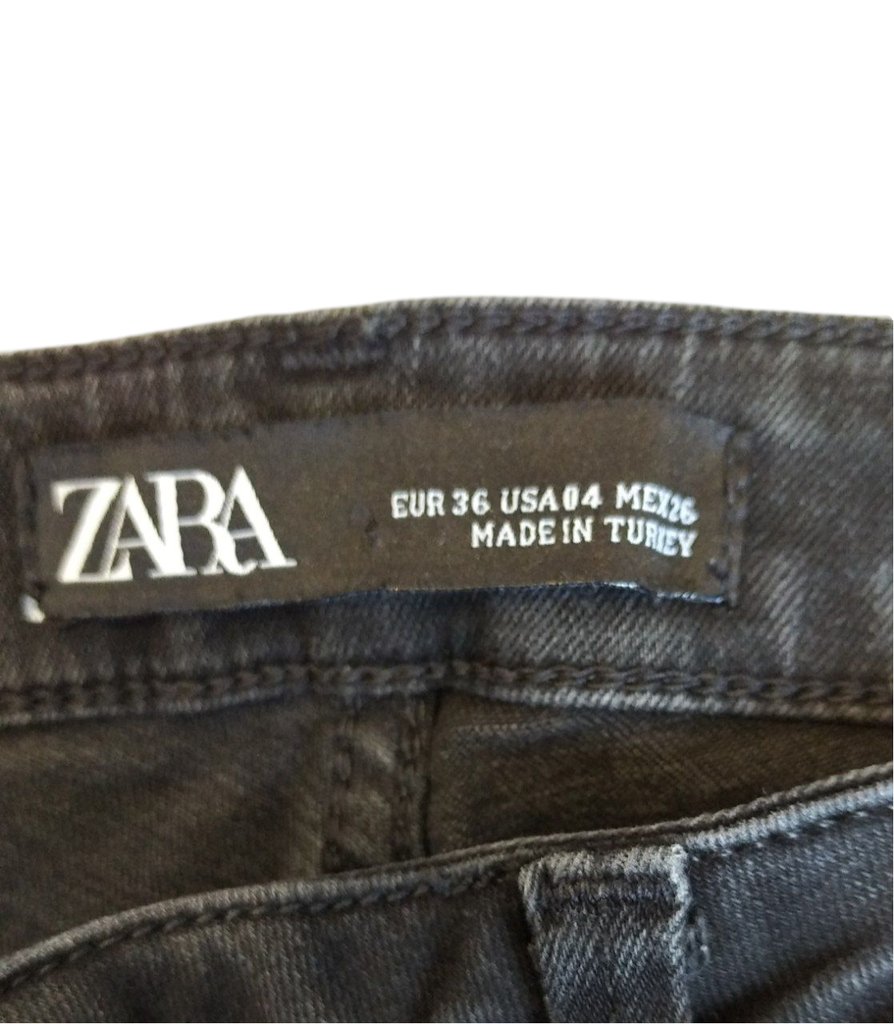 ZARA
EUR 36 USA 04 MEX 26
MADE IN TURKEY